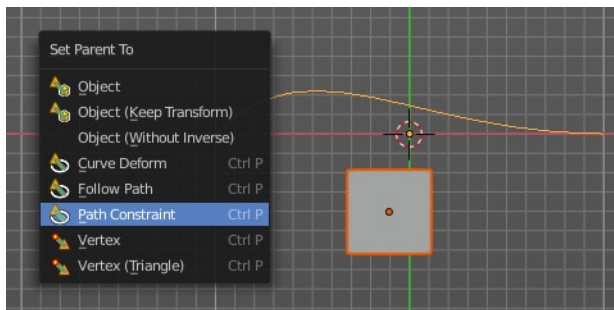 Set Parent To
Object
Object (Keep Transform)
Object (Without Inverse)
Curve Deform Ctrl P
Follow Path Ctrl P
Path Constraint Ctrl P
Vertex Ctrl P
Vertex (Triangle) Ctrl P